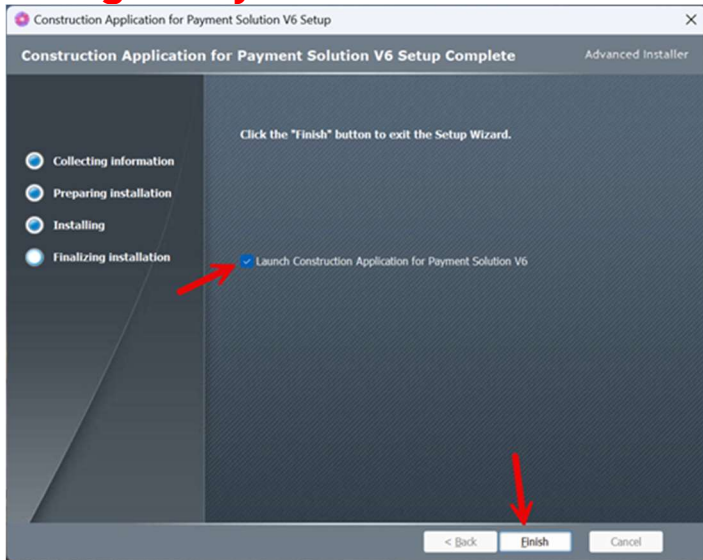 Construction Application for Payment Solution V6 Setup
Construction Application for Payment Solution V6 Setup Complete
Advanced Installer
Click the "Finish" button to exit the Setup Wizard.
Collecting information
Preparing installation
Installing
Finalizing installation
Launch Construction Application for Payment Solution V6
< Back
Finish
Cancel